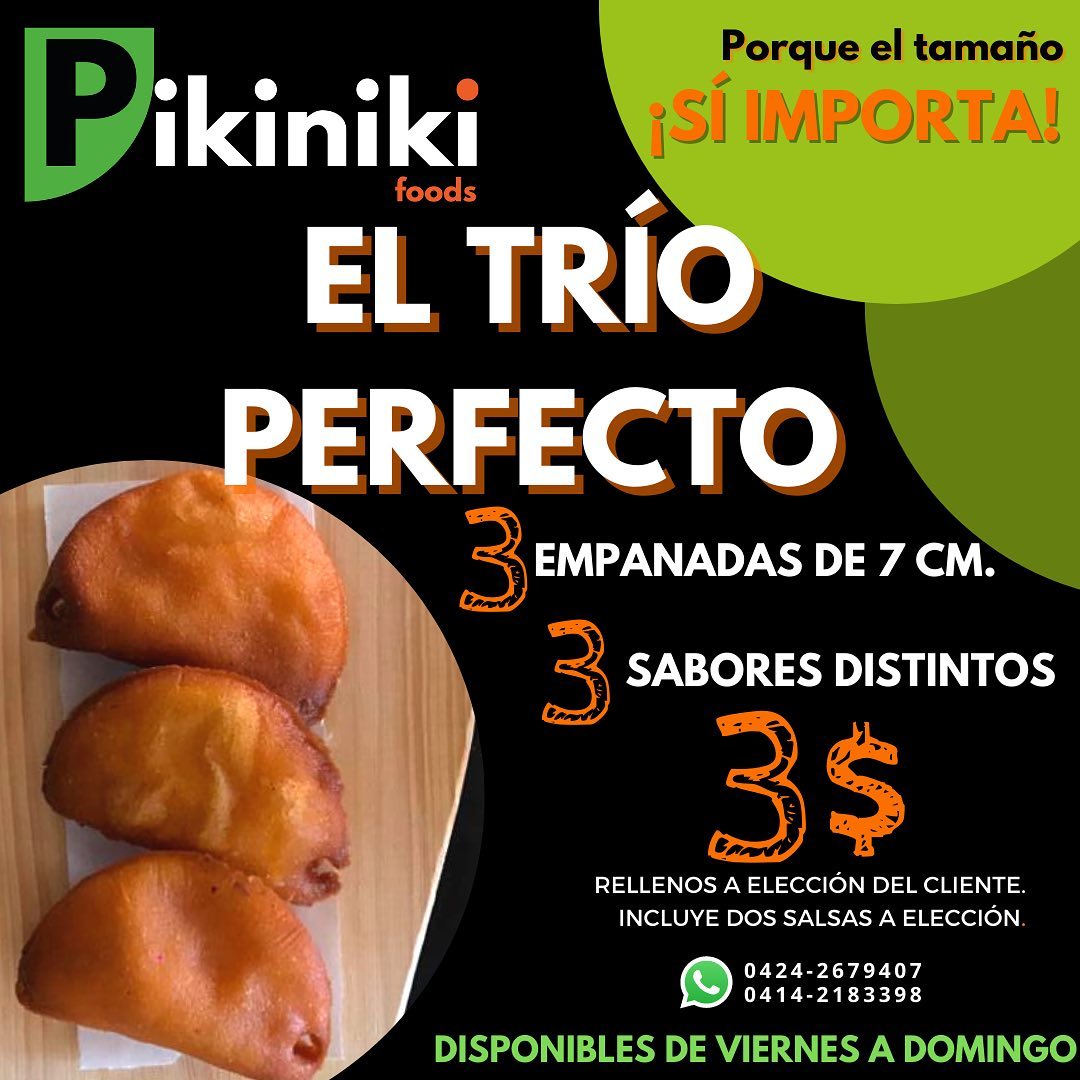 Pikiniki
foods
Porque el tamaño
¡SÍ IMPORTA!
EL TRÍO
PERFECTO
3 EMPANADAS DE 7 CM.
3 SABORES DISTINTOS
3$
RELLENOS A ELECCIÓN DEL CLIENTE.
INCLUYE DOS SALSAS A ELECCIÓN.
0424-2679407
0414-2183398
DISPONIBLES DE VIERNES A DOMINGO